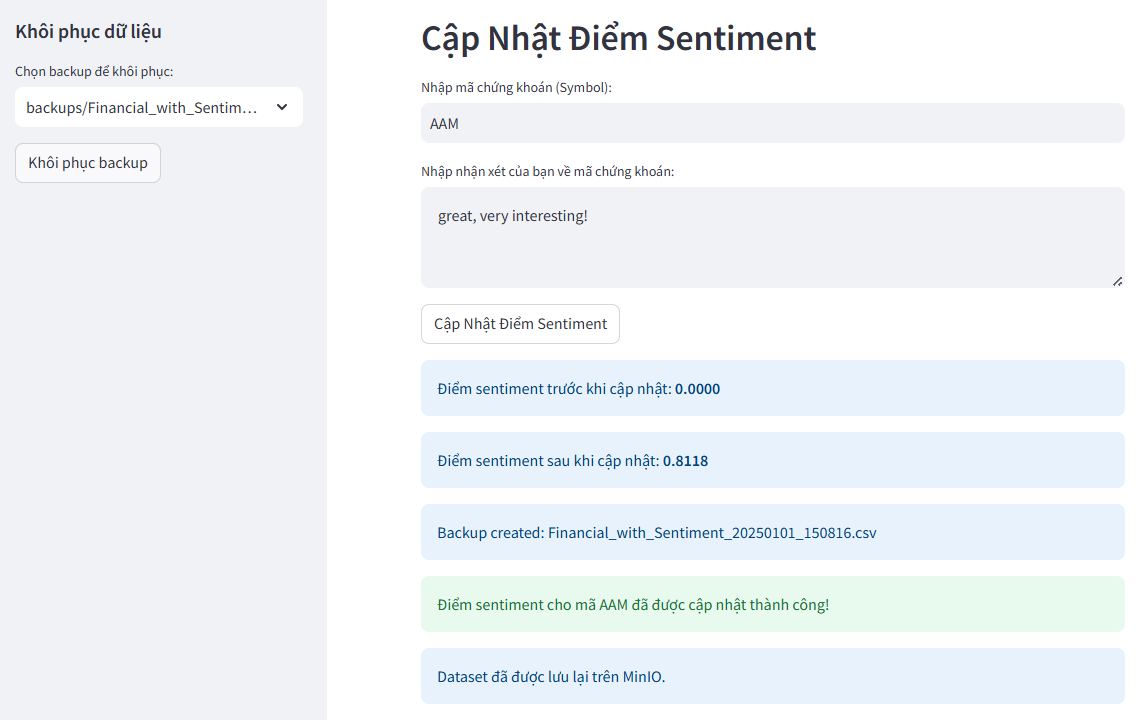 Khôi phục dữ liệu
Chọn backup để khôi phục:
backups/Financial_with_Sentim...
Khôi phục backup
Cập Nhật Điểm Sentiment
Nhập mã chứng khoán (Symbol):
AAM
Nhập nhận xét của bạn về mã chứng khoán:
great, very interesting!
Cập Nhật Điểm Sentiment
Điểm sentiment trước khi cập nhật: 0.0000
Điểm sentiment sau khi cập nhật: 0.8118
Backup created: Financial_with_Sentiment_20250101_150816.csv
Điểm sentiment cho mã AAM đã được cập nhật thành công!
Dataset đã được lưu lại trên MinIO.